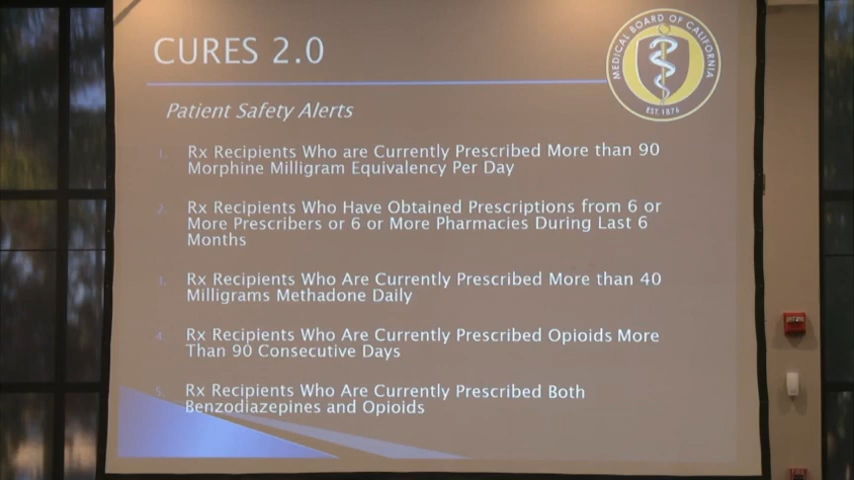 CURES 2.0
MEDICAL BOARD OF CALIFORNIA
EST. 1876
Patient Safety Alerts
1. Rx Recipients Who are Currently Prescribed More than 90
Morphine Milligram Equivalency Per Day
2. Rx Recipients Who Have Obtained Prescriptions from 6 or
More Prescribers or 6 or More Pharmacies During Last 6
Months
3. Rx Recipients Who Are Currently Prescribed More than 40
Milligrams Methadone Daily
4. Rx Recipients Who Are Currently Prescribed Opioids More
Than 90 Consecutive Days
5. Rx Recipients Who Are Currently Prescribed Both
Benzodiazepines and Opioids